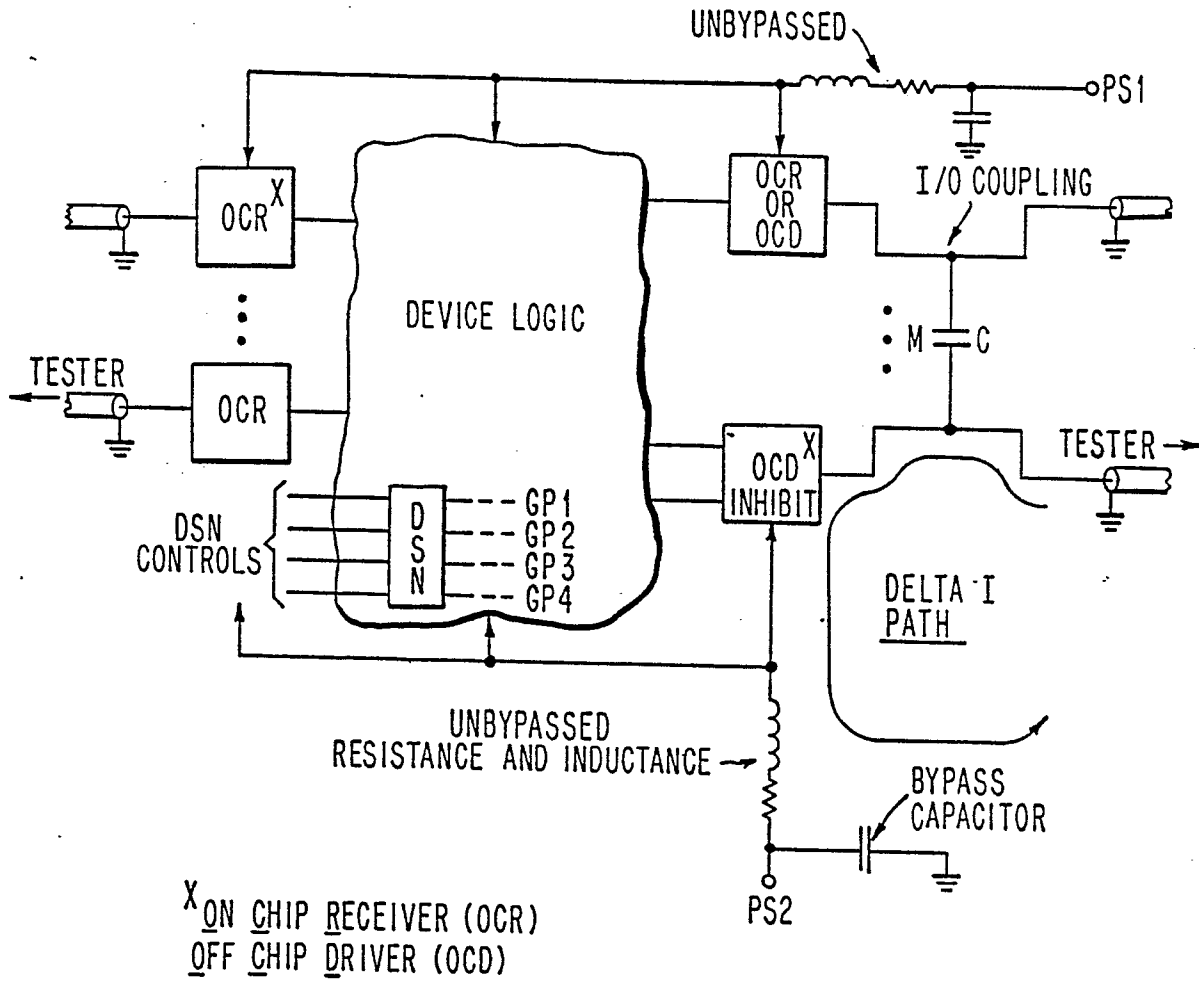 UNBYPASSED
PS1
OCR X
OCR
OR
OCD
I/O COUPLING
DEVICE LOGIC
M C
TESTER
OCR
TESTER
OCD X
INHIBIT
DSN
CONTROLS
D
S
N
GP1
GP2
GP3
GP4
DELTA I
PATH
UNBYPASSED
RESISTANCE AND INDUCTANCE
BYPASS
CAPACITOR
PS2
X ON CHIP RECEIVER (OCR)
OFF CHIP DRIVER (OCD)